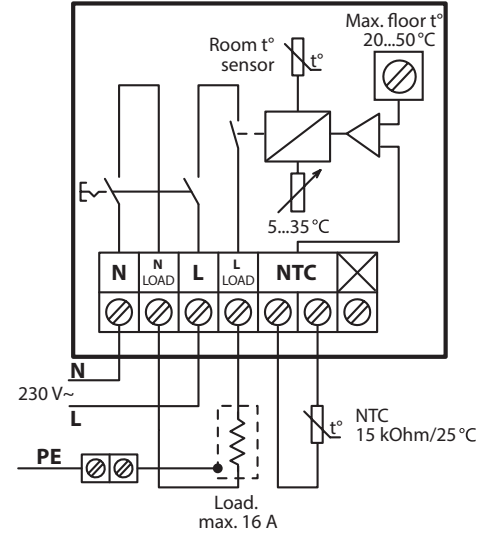 Max. floor t°
20...50 °C
Room t°
sensor
t°
5...35 °C
N
N
LOAD
L
L
LOAD
NTC
N
230 V~
L
NTC
15 kOhm/25 °C
t°
PE
Load.
max. 16 A